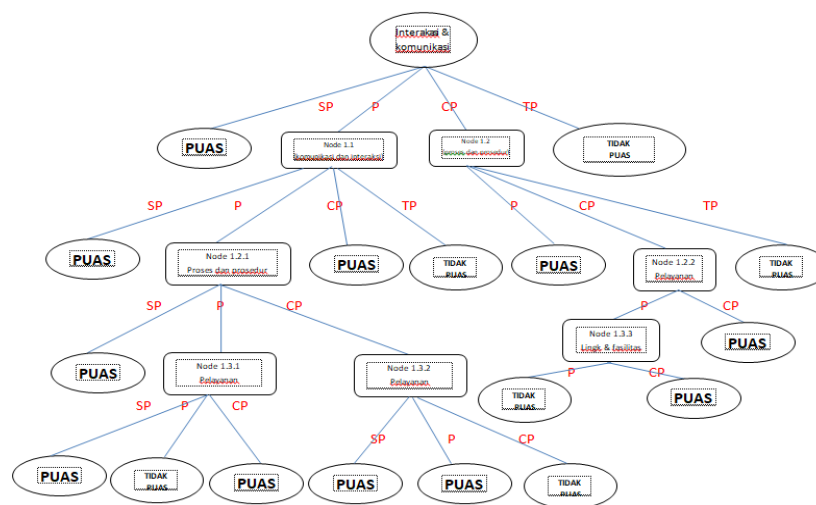 Interaksi &
komunikasi
SP P CP TP
PUAS
Node 1.1
komunikasi dan interaksi
Node 1.2
proses dan prosedur
TIDAK
PUAS
SP P CP TP P CP TP
PUAS
Node 1.2.1
Proses dan prosedur
PUAS
TIDAK
PUAS
PUAS
Node 1.2.2
Pelayanan
TIDAK
PUAS
SP P CP P CP
PUAS
Node 1.3.1
Pelayanan
Node 1.3.2
Pelayanan
Node 1.3.3
Lingk & fasilitas
PUAS
P CP
TIDAK
PUAS
PUAS
SP P CP SP P CP
PUAS
TIDAK
PUAS
PUAS
PUAS
PUAS
TIDAK
PUAS